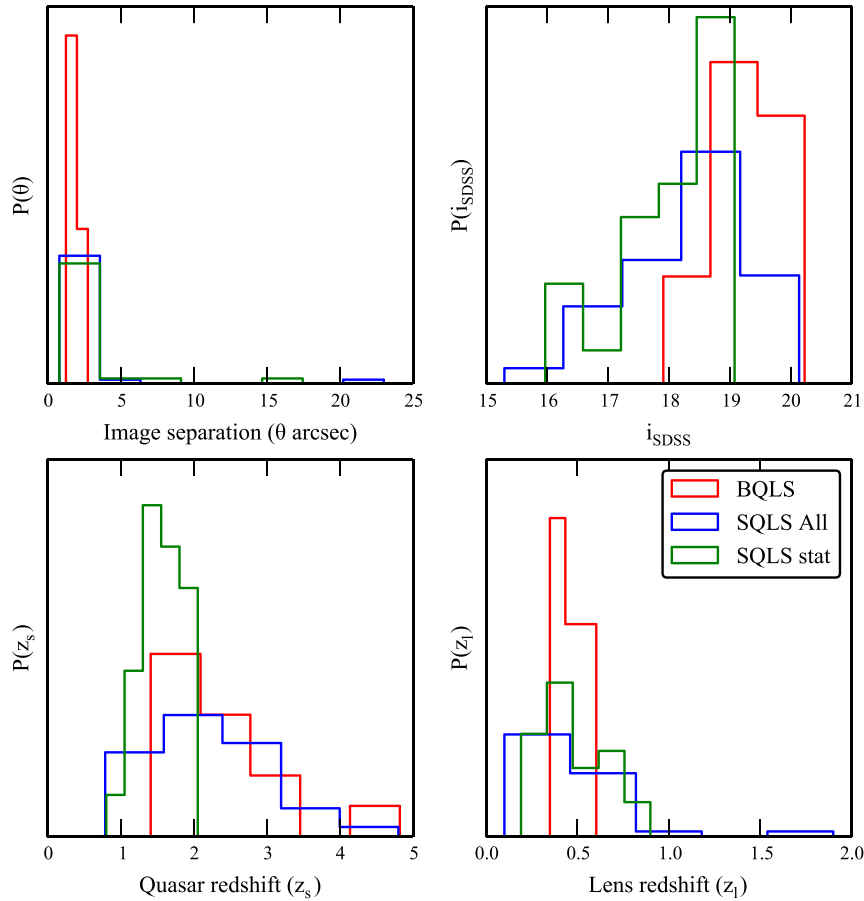 P(θ)
0 5 10 15 20 25
Image separation (θ arcsec)
P(i_SDSS)
15 16 17 18 19 20 21
i_SDSS
P(z_s)
0 1 2 3 4 5
Quasar redshift (z_s)
BQLS
SQLS All
SQLS stat
P(z_l)
0.0 0.5 1.0 1.5 2.0
Lens redshift (z_l)